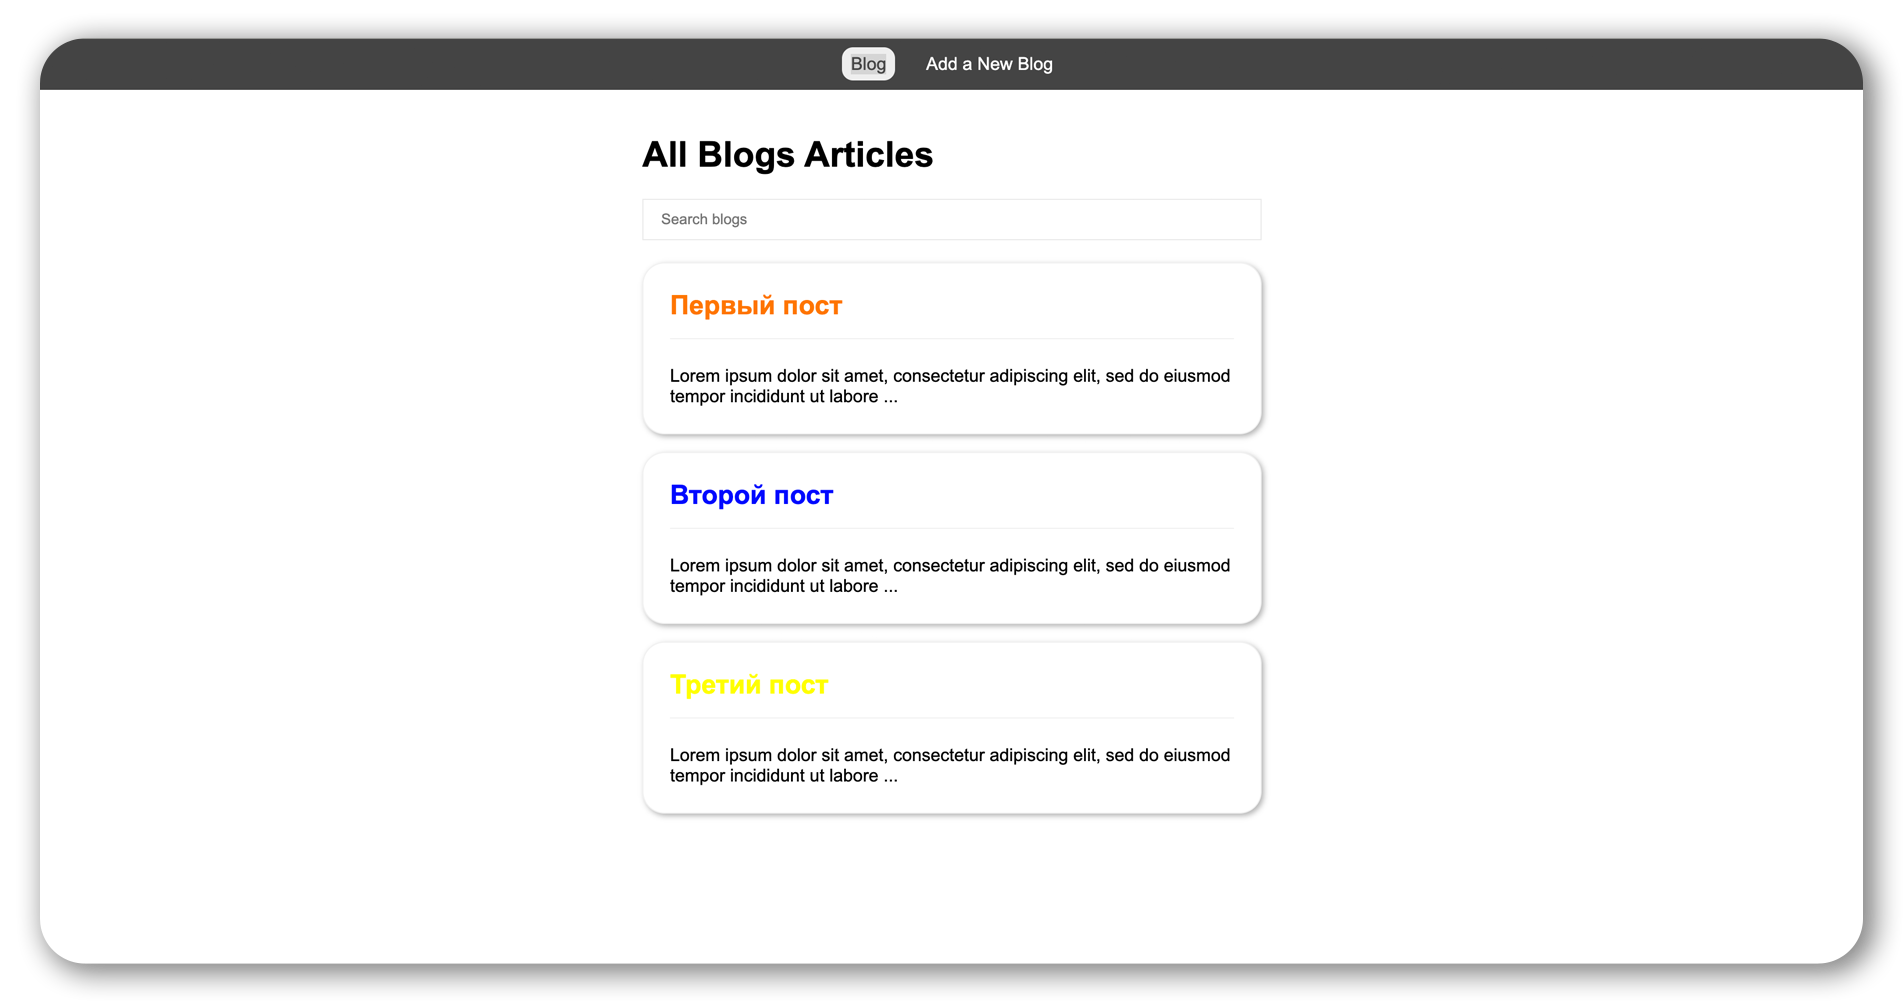 Blog Add a New Blog
All Blogs Articles
Search blogs
Первый пост
Lorem ipsum dolor sit amet, consectetur adipiscing elit, sed do eiusmod
tempor incididunt ut labore ...
Второй пост
Lorem ipsum dolor sit amet, consectetur adipiscing elit, sed do eiusmod
tempor incididunt ut labore ...
Третий пост
Lorem ipsum dolor sit amet, consectetur adipiscing elit, sed do eiusmod
tempor incididunt ut labore ...